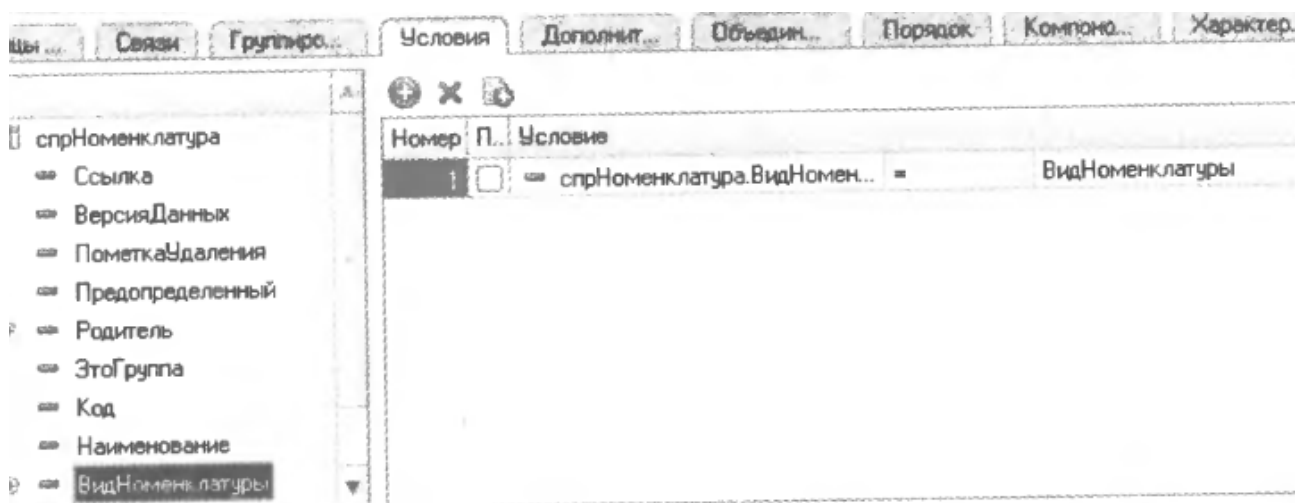 цы ... Связи Группиро... Условия Дополнит... Объедин... Порядок Компоно... Характер.
Номер П... Условие
1 спрНоменклатура.ВидНомен... = ВидНоменклатуры
спрНоменклатура
Ссылка
ВерсияДанных
ПометкаУдаления
Предопределенный
Родитель
ЭтоГруппа
Код
Наименование
ВидНоменклатуры